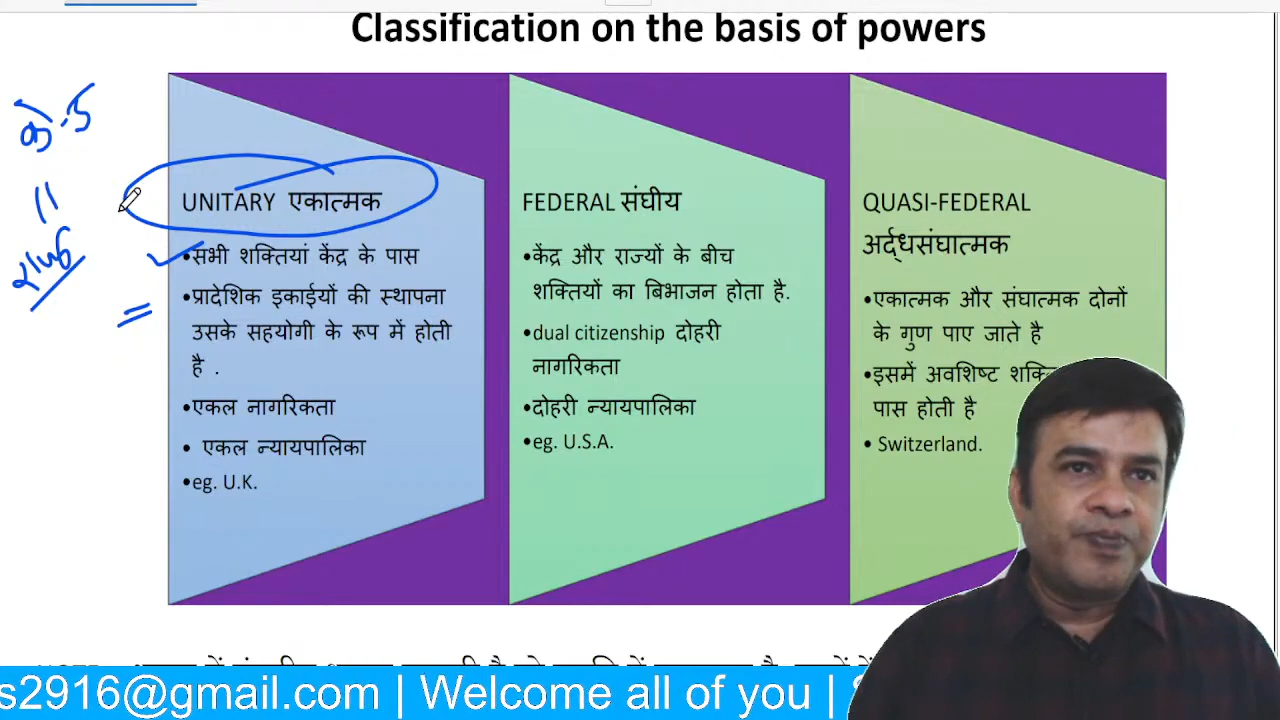 Classification on the basis of powers
UNITARY एकात्मक
•सभी शक्तियां केंद्र के पास
•प्रादेशिक इकाईयों की स्थापना
उसके सहयोगी के रूप में होती
है .
•एकल नागरिकता
• एकल न्यायपालिका
•eg. U.K.
FEDERAL संघीय
•केंद्र और राज्यों के बीच
शक्तियों का बिभाजन होता है.
•dual citizenship दोहरी
नागरिकता
•दोहरी न्यायपालिका
•eg. U.S.A.
QUASI-FEDERAL
अर्द्धसंघात्मक
•एकात्मक और संघात्मक दोनों
के गुण पाए जाते है
•इसमें अवशिष्ट
पास होती है
• Switzerland.
s2916@gmail.com | Welcome all of you |